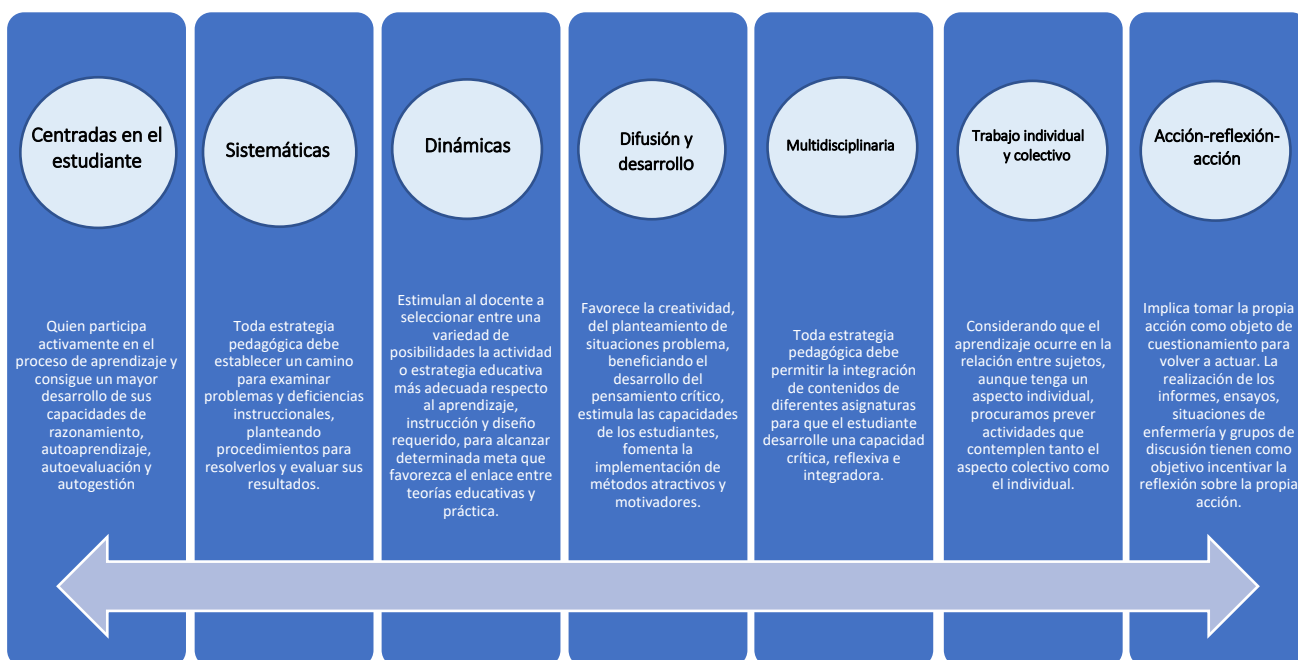 Centradas en el
estudiante
Quien participa
activamente en el
proceso de aprendizaje y
consigue un mayor
desarrollo de sus
capacidades de
razonamiento,
autoaprendizaje,
autoevaluación y
autogestión
Sistemáticas
Toda estrategia
pedagógica debe
establecer un camino
para examinar
problemas y deficiencias
instruccionales,
planteando
procedimientos para
resolverlos y evaluar sus
resultados.
Dinámicas
Estimulan al docente a
seleccionar entre una
variedad de
posibilidades la actividad
o estrategia educativa
más adecuada respecto
al aprendizaje,
instrucción y diseño
requerido, para alcanzar
determinada meta que
favorezca el enlace entre
teorías educativas y
práctica.
Difusión y
desarrollo
Favorece la creatividad,
del planteamiento de
situaciones problema,
beneficiando el
desarrollo del
pensamiento crítico,
estimula las capacidades
de los estudiantes,
fomenta la
implementación de
métodos atractivos y
motivadores.
Multidisciplinaria
Toda estrategia
pedagógica debe
permitir la integración
de contenidos de
diferentes asignaturas
para que el estudiante
desarrolle una capacidad
crítica, reflexiva e
integradora.
Trabajo individual
y colectivo
Considerando que el
aprendizaje ocurre en la
relación entre sujetos,
aunque tenga un
aspecto individual,
procuramos prever
actividades que
contemplen tanto el
aspecto colectivo como
el individual.
Acción-reflexión-
acción
Implica tomar la propia
acción como objeto de
cuestionamiento para
volver a actuar. La
realización de los
informes, ensayos,
situaciones de
enfermería y grupos de
discusión tienen como
objetivo incentivar la
reflexión sobre la propia
acción.